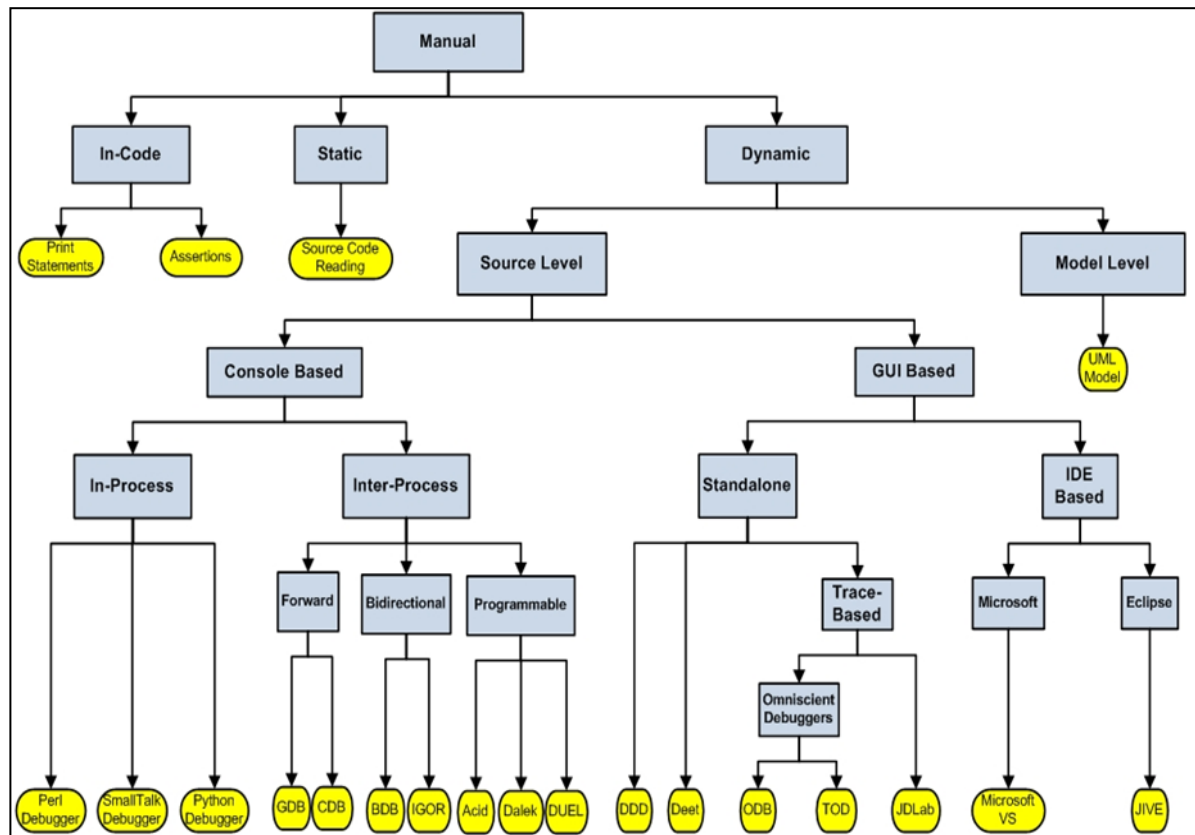 Manual
In-Code
Static
Dynamic
Print
Statements
Assertions
Source Code
Reading
Source Level
Model Level
Console Based
GUI Based
UML
Model
In-Process
Inter-Process
Standalone
IDE
Based
Forward
Bidirectional
Programmable
Trace-
Based
Microsoft
Eclipse
Omniscient
Debuggers
Perl
Debugger
SmallTalk
Debugger
Python
Debugger
GDB
CDB
BDB
IGOR
Acid
Dalek
DUEL
DDD
Deet
ODB
TOD
JDLab
Microsoft
VS
JIVE